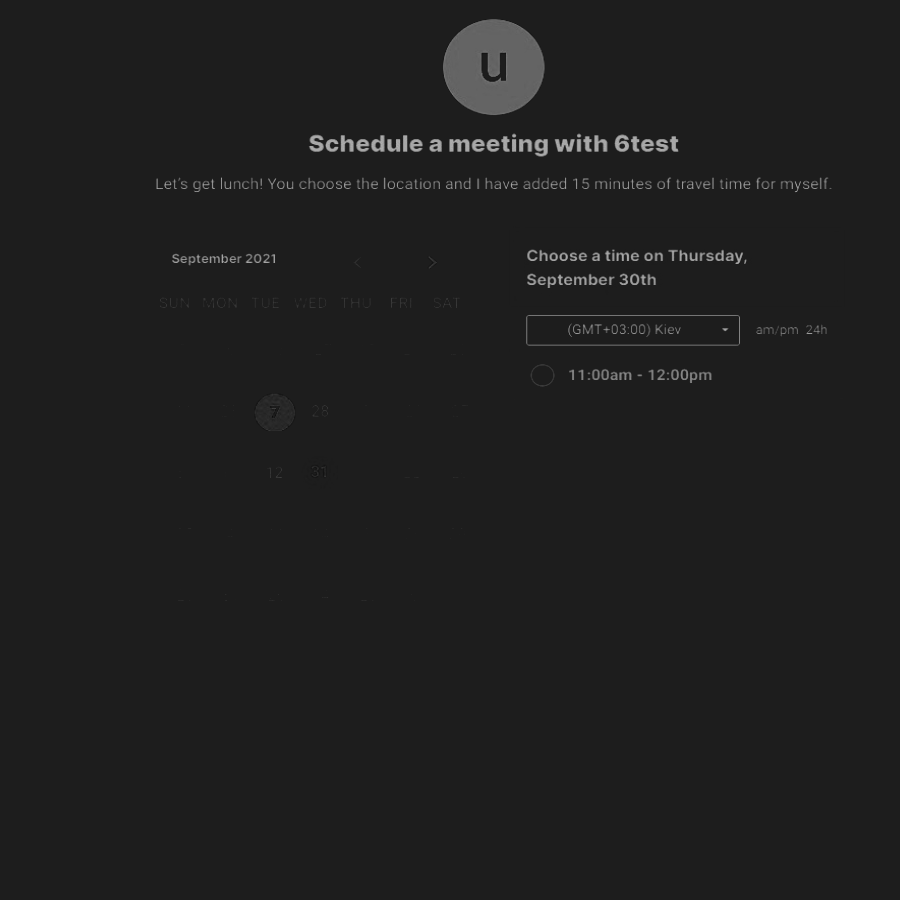 u
Schedule a meeting with 6test
Let's get lunch! You choose the location and I have added 15 minutes of travel time for myself.
September 2021
SUN MON TUE WED THU FRI SAT
7 28
12 31
Choose a time on Thursday,
September 30th
(GMT+03:00) Kiev
am/pm 24h
11:00am - 12:00pm